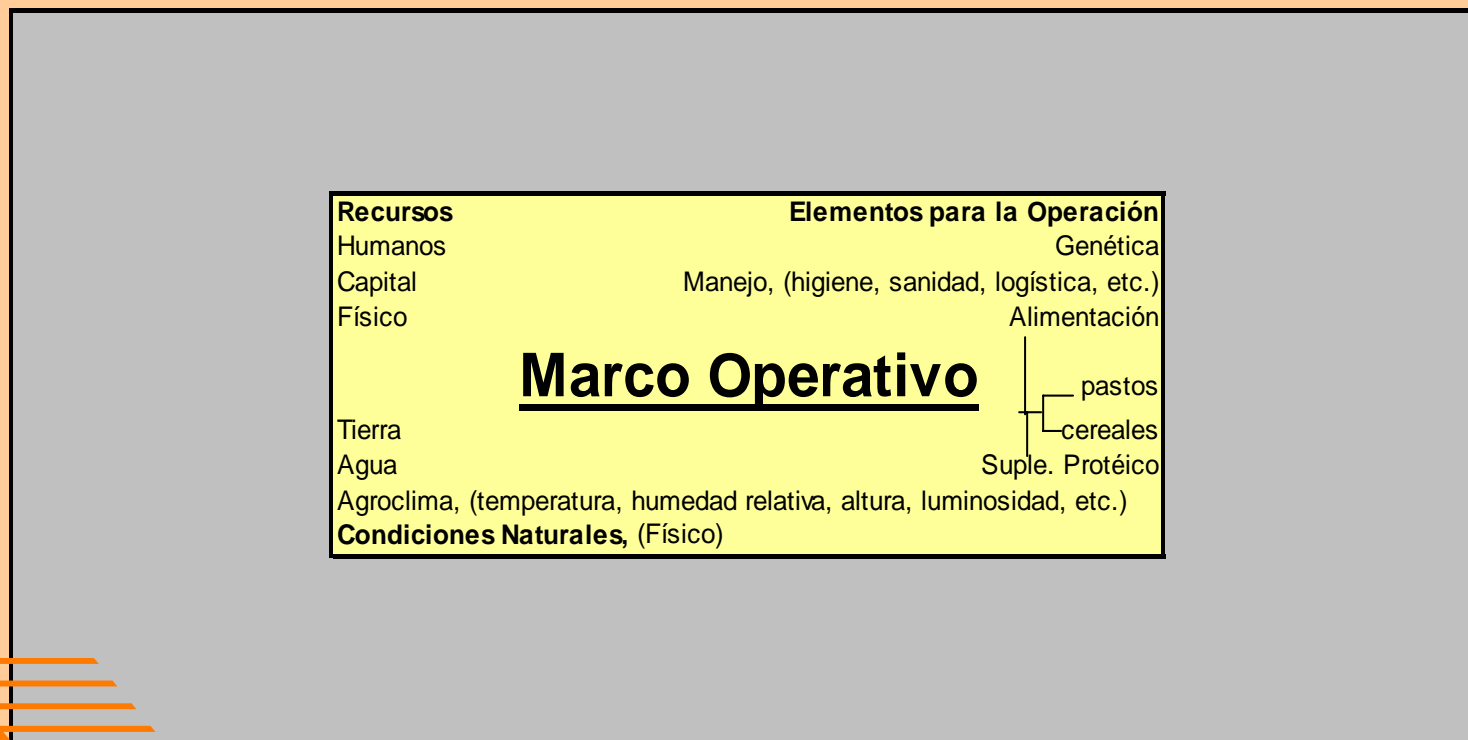 Recursos Elementos para la Operación
Humanos Genética
Capital Manejo, (higiene, sanidad, logística, etc.)
Físico Alimentación
Marco Operativo pastos
Tierra cereales
Agua Suple. Protéico
Agroclima, (temperatura, humedad relativa, altura, luminosidad, etc.)
Condiciones Naturales, (Físico)